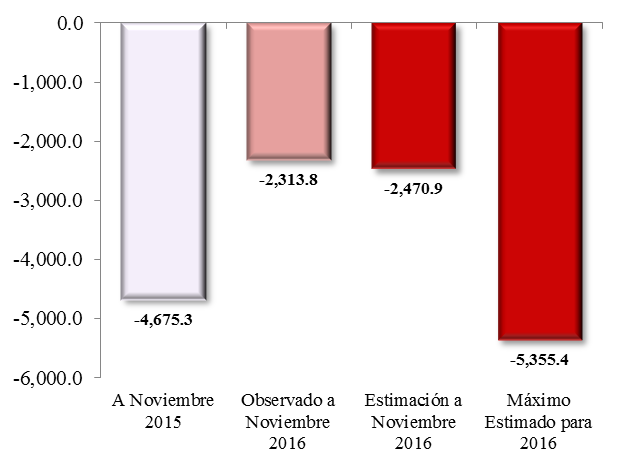 0.0
-1,000.0
-2,000.0
-3,000.0
-4,000.0
-5,000.0
-6,000.0
-4,675.3
-2,313.8
-2,470.9
-5,355.4
A Noviembre
2015
Observado a
Noviembre
2016
Estimación a
Noviembre
2016
Máximo
Estimado para
2016